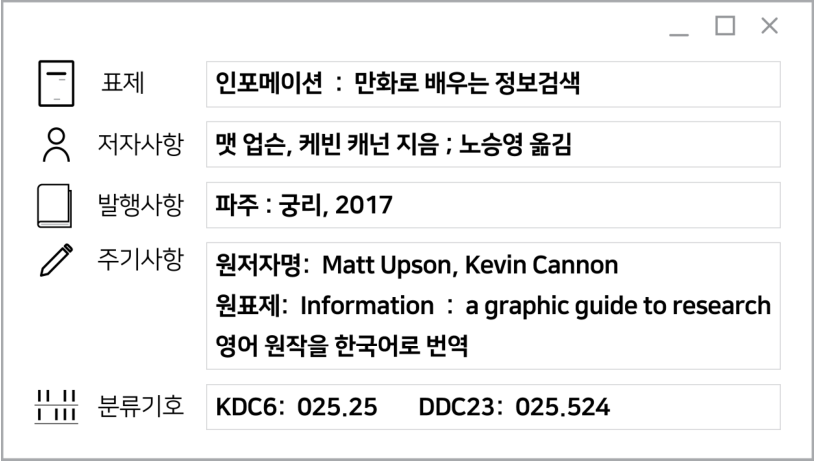 표제
인포메이션 : 만화로 배우는 정보검색
저자사항
맷 업슨, 케빈 캐넌 지음 ; 노승영 옮김
발행사항
파주 : 궁리, 2017
주기사항
원저자명: Matt Upson, Kevin Cannon
원표제: Information : a graphic guide to research
영어 원작을 한국어로 번역
분류기호
KDC6: 025.25 DDC23: 025.524